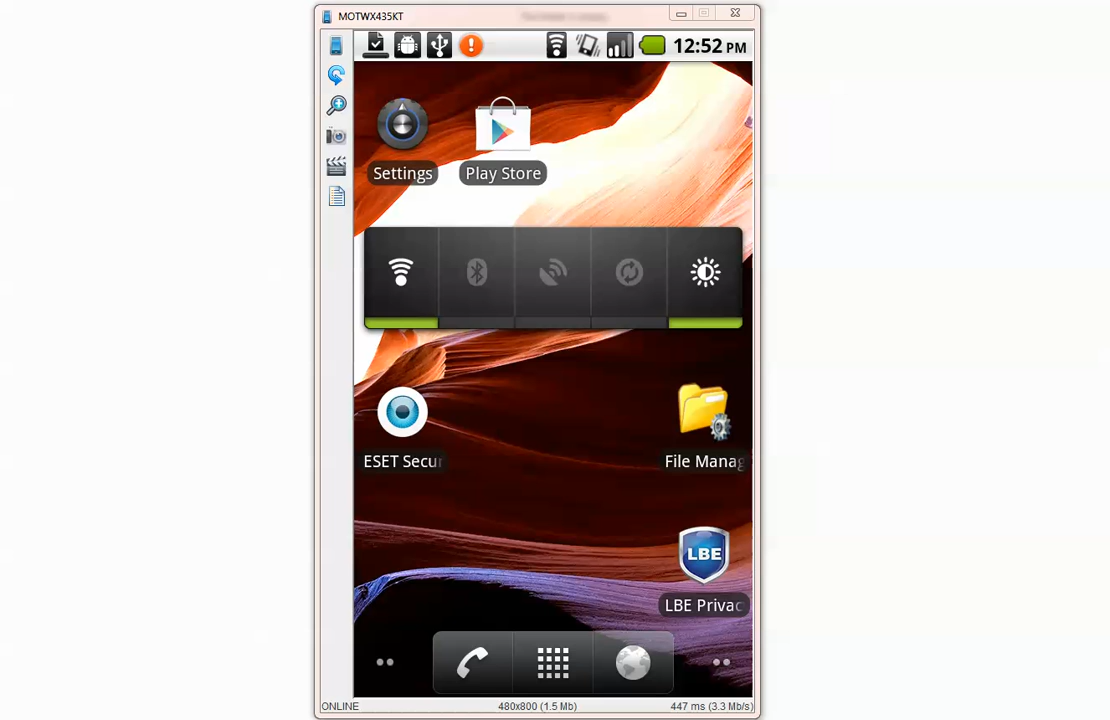 MOTWX435KT
12:52 PM
Settings
Play Store
ESET Secur
File Manag
LBE
LBE Privac
ONLINE
480x800 (1.5 Mb)
447 ms (3.3 Mb/s)